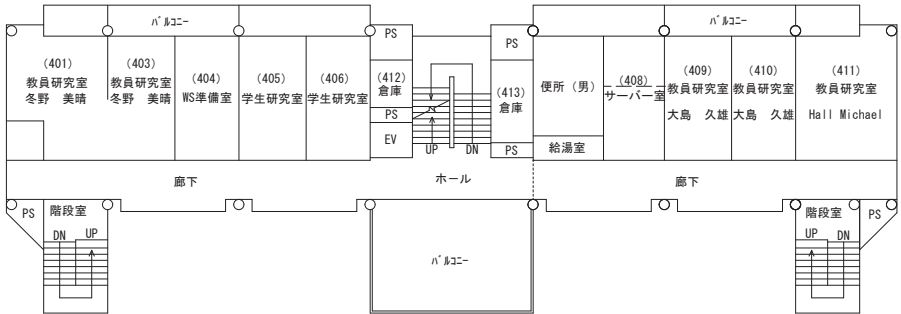 バルコニー
バルコニー
PS
PS
(401)
教員研究室
冬野 美晴
(403)
教員研究室
冬野 美晴
(404)
WS準備室
(405)
学生研究室
(406)
学生研究室
(412)
倉庫
PS
EV
UP
DN
(413)
倉庫
PS
便所(男)
給湯室
(408)
サーバー室
(409)
教員研究室
大島 久雄
(410)
教員研究室
大島 久雄
(411)
教員研究室
Hall Michael
廊下
ホール
廊下
PS
階段室
DN
UP
バルコニー
階段室
UP
DN
PS